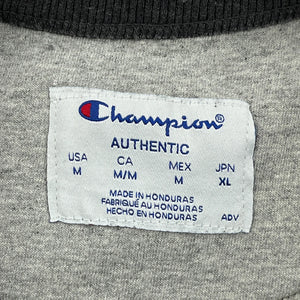 Champion
AUTHENTIC
USA CA MEX JPN
M M/M M XL
MADE IN HONDURAS
FABRIQUÉ AU HONDURAS
HECHO EN HONDURAS ADV